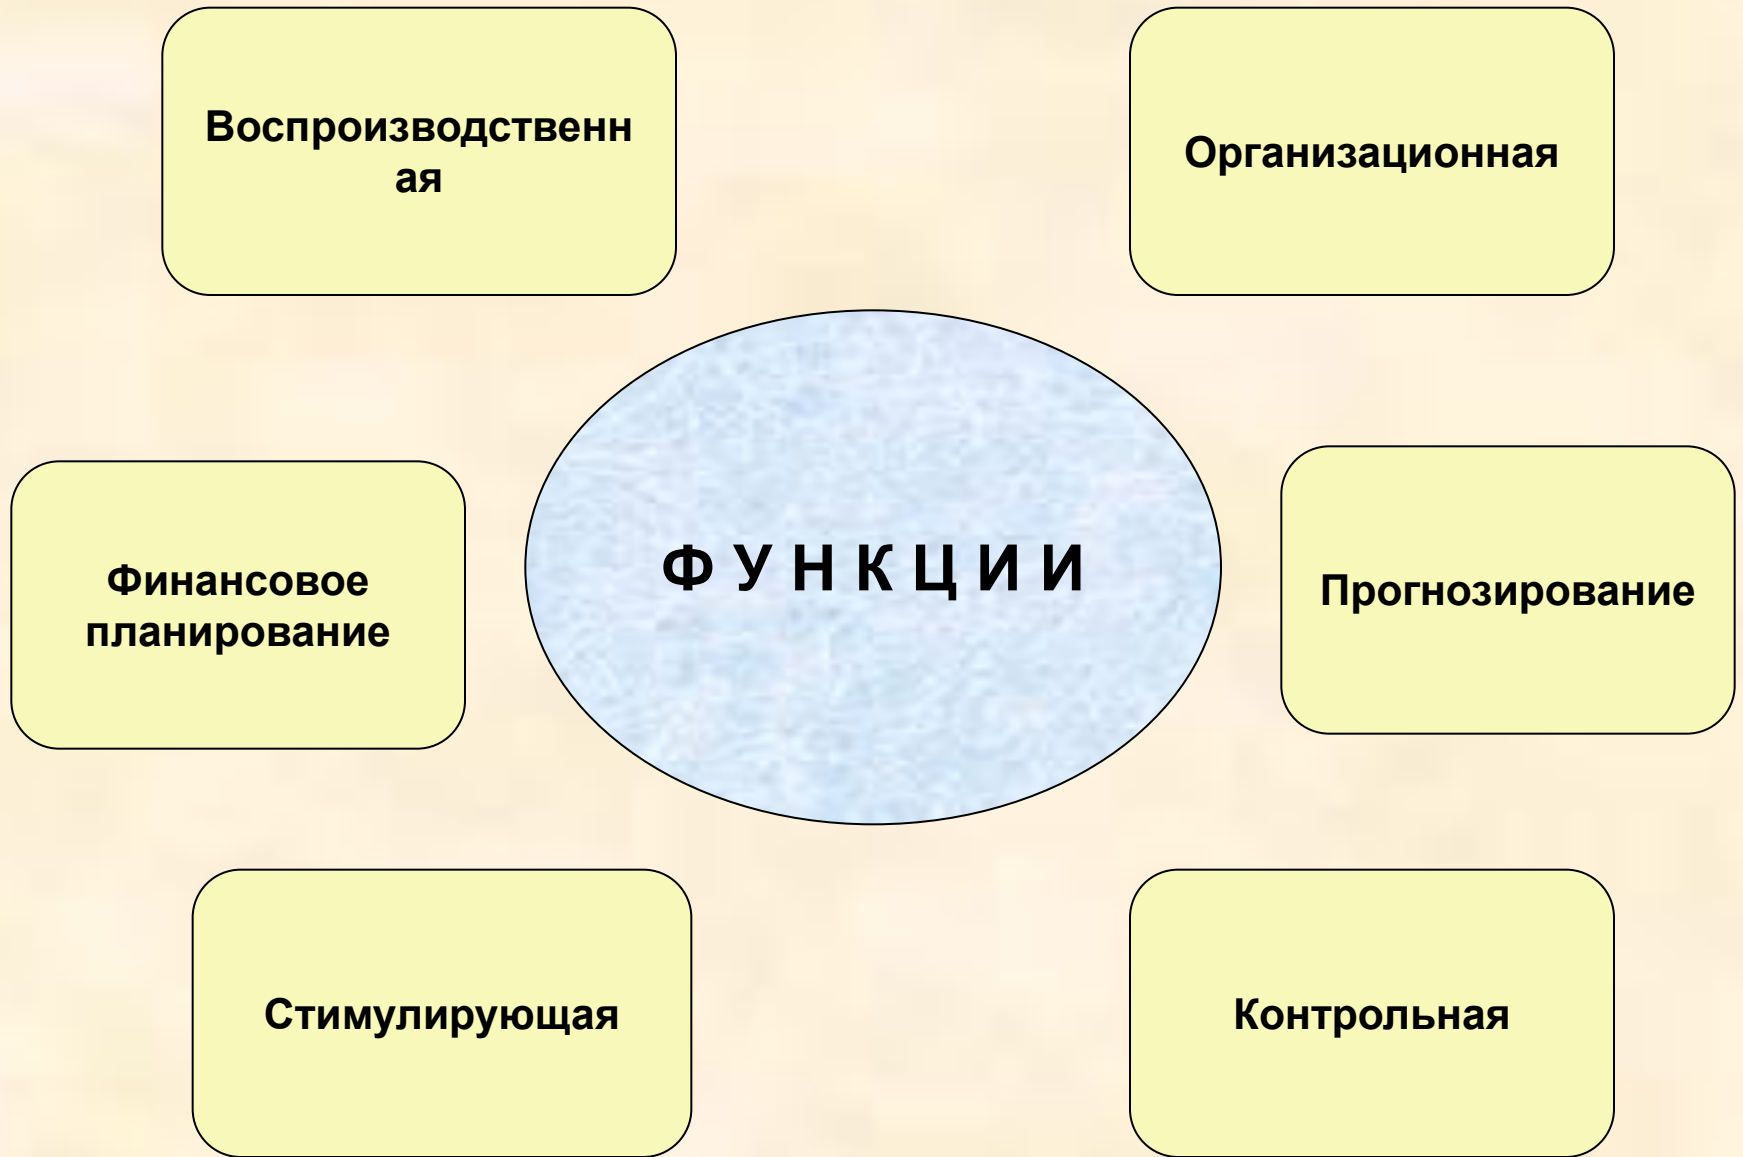 Воспроизводственн
ая
Организационная
Ф У Н К Ц И И
Финансовое
планирование
Прогнозирование
Стимулирующая
Контрольная